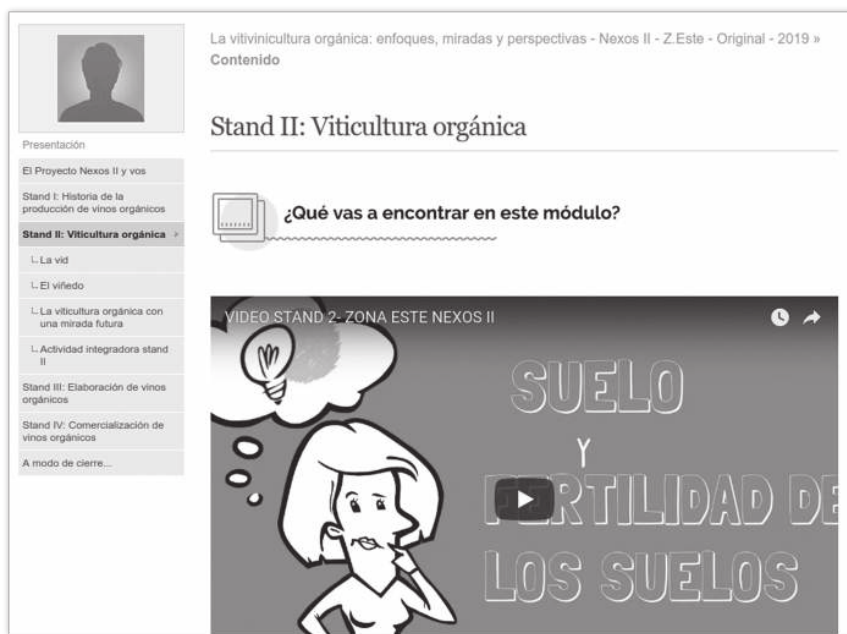 La vitivinicultura orgánica: enfoques, miradas y perspectivas - Nexos II - Z.Este - Original - 2019 »
Contenido
Presentación
El Proyecto Nexos II y vos
Stand I: Historia de la
producción de vinos orgánicos
Stand II: Viticultura orgánica
La vid
El viñedo
La viticultura orgánica con
una mirada futura
Actividad integradora stand
II
Stand III: Elaboración de vinos
orgánicos
Stand IV: Comercialización de
vinos orgánicos
A modo de cierre...
Stand II: Viticultura orgánica
¿Qué vas a encontrar en este módulo?
VIDEO STAND 2- ZONA ESTE NEXOS II
SUELO
Y
FERTILIDAD DE
LOS SUELOS